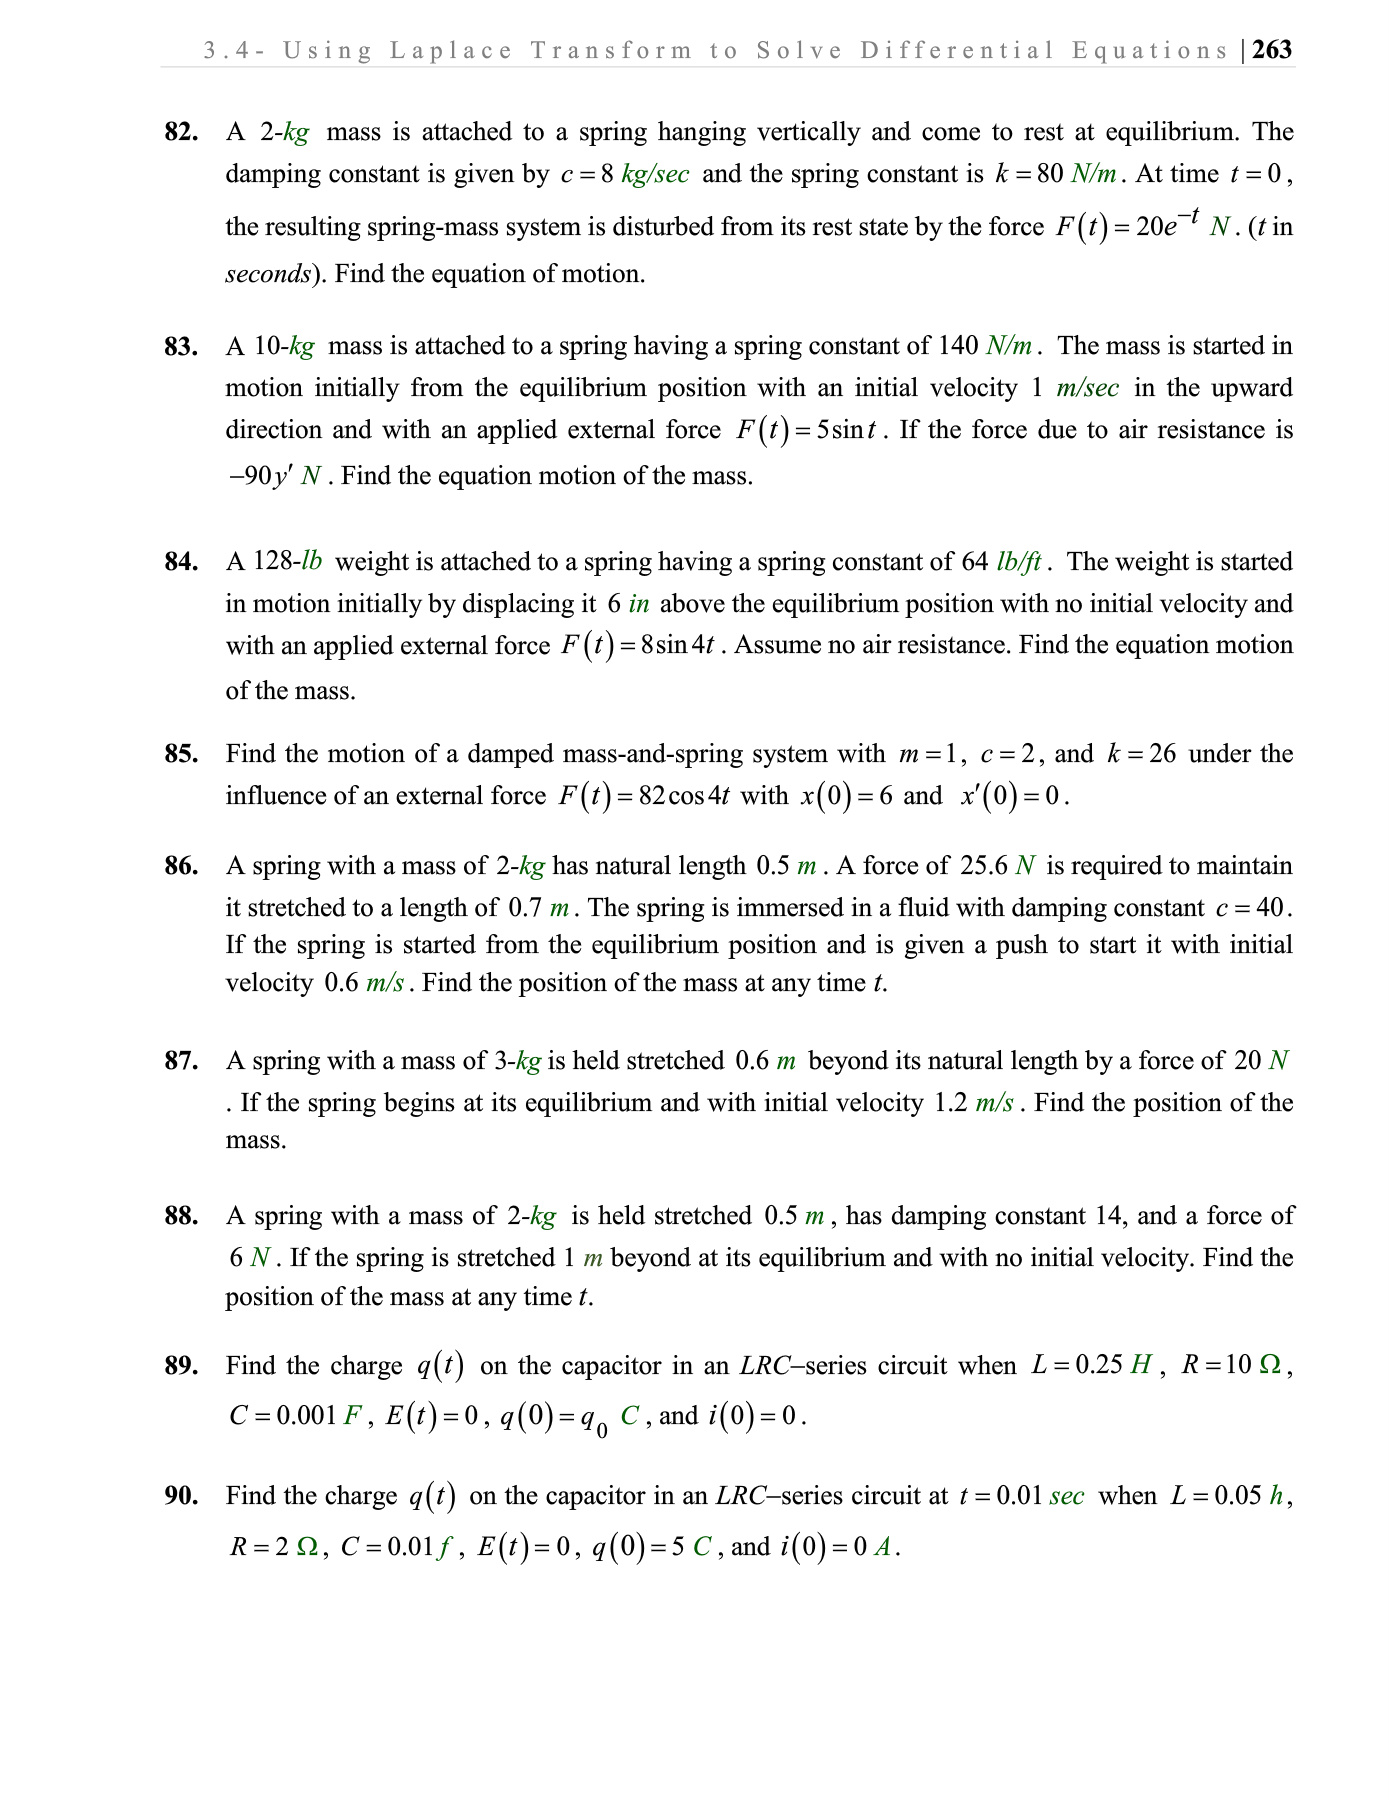 3.4- Using Laplace Transform to Solve Differential Equations | 263
82. A 2-kg mass is attached to a spring hanging vertically and come to rest at equilibrium. The
damping constant is given by c = 8 kg/sec and the spring constant is k = 80 N/m. At time t = 0,
the resulting spring-mass system is disturbed from its rest state by the force F(t) = 20e^{-t} N. (t in
seconds). Find the equation of motion.
83. A 10-kg mass is attached to a spring having a spring constant of 140 N/m. The mass is started in
motion initially from the equilibrium position with an initial velocity 1 m/sec in the upward
direction and with an applied external force F(t) = 5sin t. If the force due to air resistance is
−90y′ N. Find the equation motion of the mass.
84. A 128-lb weight is attached to a spring having a spring constant of 64 lb/ft. The weight is started
in motion initially by displacing it 6 in above the equilibrium position with no initial velocity and
with an applied external force F(t) = 8sin 4t. Assume no air resistance. Find the equation motion
of the mass.
85. Find the motion of a damped mass-and-spring system with m = 1, c = 2, and k = 26 under the
influence of an external force F(t) = 82cos 4t with x(0) = 6 and x′(0) = 0.
86. A spring with a mass of 2-kg has natural length 0.5 m. A force of 25.6 N is required to maintain
it stretched to a length of 0.7 m. The spring is immersed in a fluid with damping constant c = 40.
If the spring is started from the equilibrium position and is given a push to start it with initial
velocity 0.6 m/s. Find the position of the mass at any time t.
87. A spring with a mass of 3-kg is held stretched 0.6 m beyond its natural length by a force of 20 N
. If the spring begins at its equilibrium and with initial velocity 1.2 m/s. Find the position of the
mass.
88. A spring with a mass of 2-kg is held stretched 0.5 m, has damping constant 14, and a force of
6 N. If the spring is stretched 1 m beyond at its equilibrium and with no initial velocity. Find the
position of the mass at any time t.
89. Find the charge q(t) on the capacitor in an LRC−series circuit when L = 0.25 H, R = 10 Ω,
C = 0.001 F, E(t) = 0, q(0) = q₀ C, and i(0) = 0.
90. Find the charge q(t) on the capacitor in an LRC−series circuit at t = 0.01 sec when L = 0.05 h,
R = 2 Ω, C = 0.01 f, E(t) = 0, q(0) = 5 C, and i(0) = 0 A.